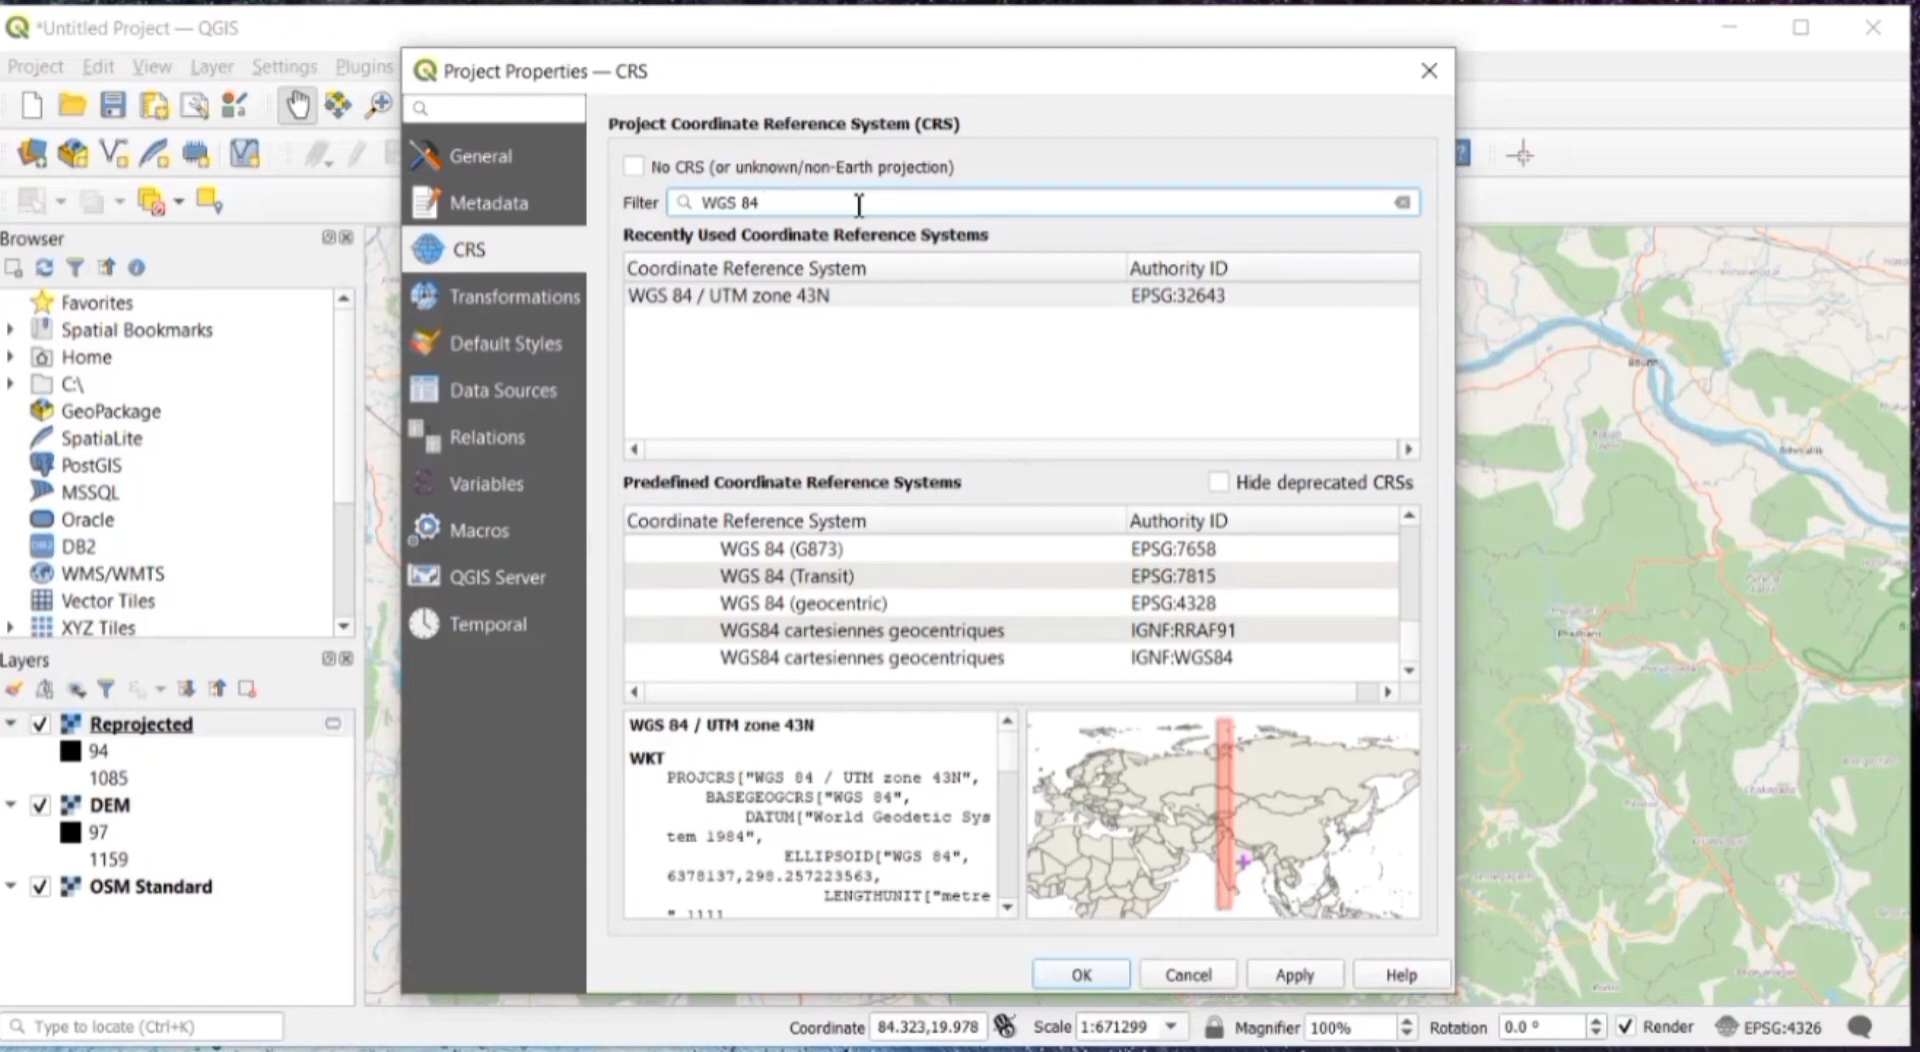 *Untitled Project — QGIS
Project Edit View Layer Settings Plugins
Project Properties — CRS
General
Metadata
CRS
Transformations
Default Styles
Data Sources
Relations
Variables
Macros
QGIS Server
Temporal
Project Coordinate Reference System (CRS)
No CRS (or unknown/non-Earth projection)
Filter WGS 84
Recently Used Coordinate Reference Systems
Coordinate Reference System Authority ID
WGS 84 / UTM zone 43N EPSG:32643
Predefined Coordinate Reference Systems Hide deprecated CRSs
Coordinate Reference System Authority ID
WGS 84 (G873) EPSG:7658
WGS 84 (Transit) EPSG:7815
WGS 84 (geocentric) EPSG:4328
WGS84 cartesiennes geocentriques IGNF:RRAF91
WGS84 cartesiennes geocentriques IGNF:WGS84
WGS 84 / UTM zone 43N
WKT
PROJCRS["WGS 84 / UTM zone 43N",
BASEGEOGCRS["WGS 84",
DATUM["World Geodetic Sys
tem 1984",
ELLIPSOID["WGS 84",
6378137,298.257223563,
LENGTHUNIT["metre
OK Cancel Apply Help
Browser
Favorites
Spatial Bookmarks
Home
C:\
GeoPackage
SpatiaLite
PostGIS
MSSQL
Oracle
DB2 DB2
WMS/WMTS
Vector Tiles
XYZ Tiles
Layers
Reprojected
94
1085
DEM
97
1159
OSM Standard
Type to locate (Ctrl+K)
Coordinate 84.323,19.978 Scale 1:671299 Magnifier 100% Rotation 0.0 ° Render EPSG:4326